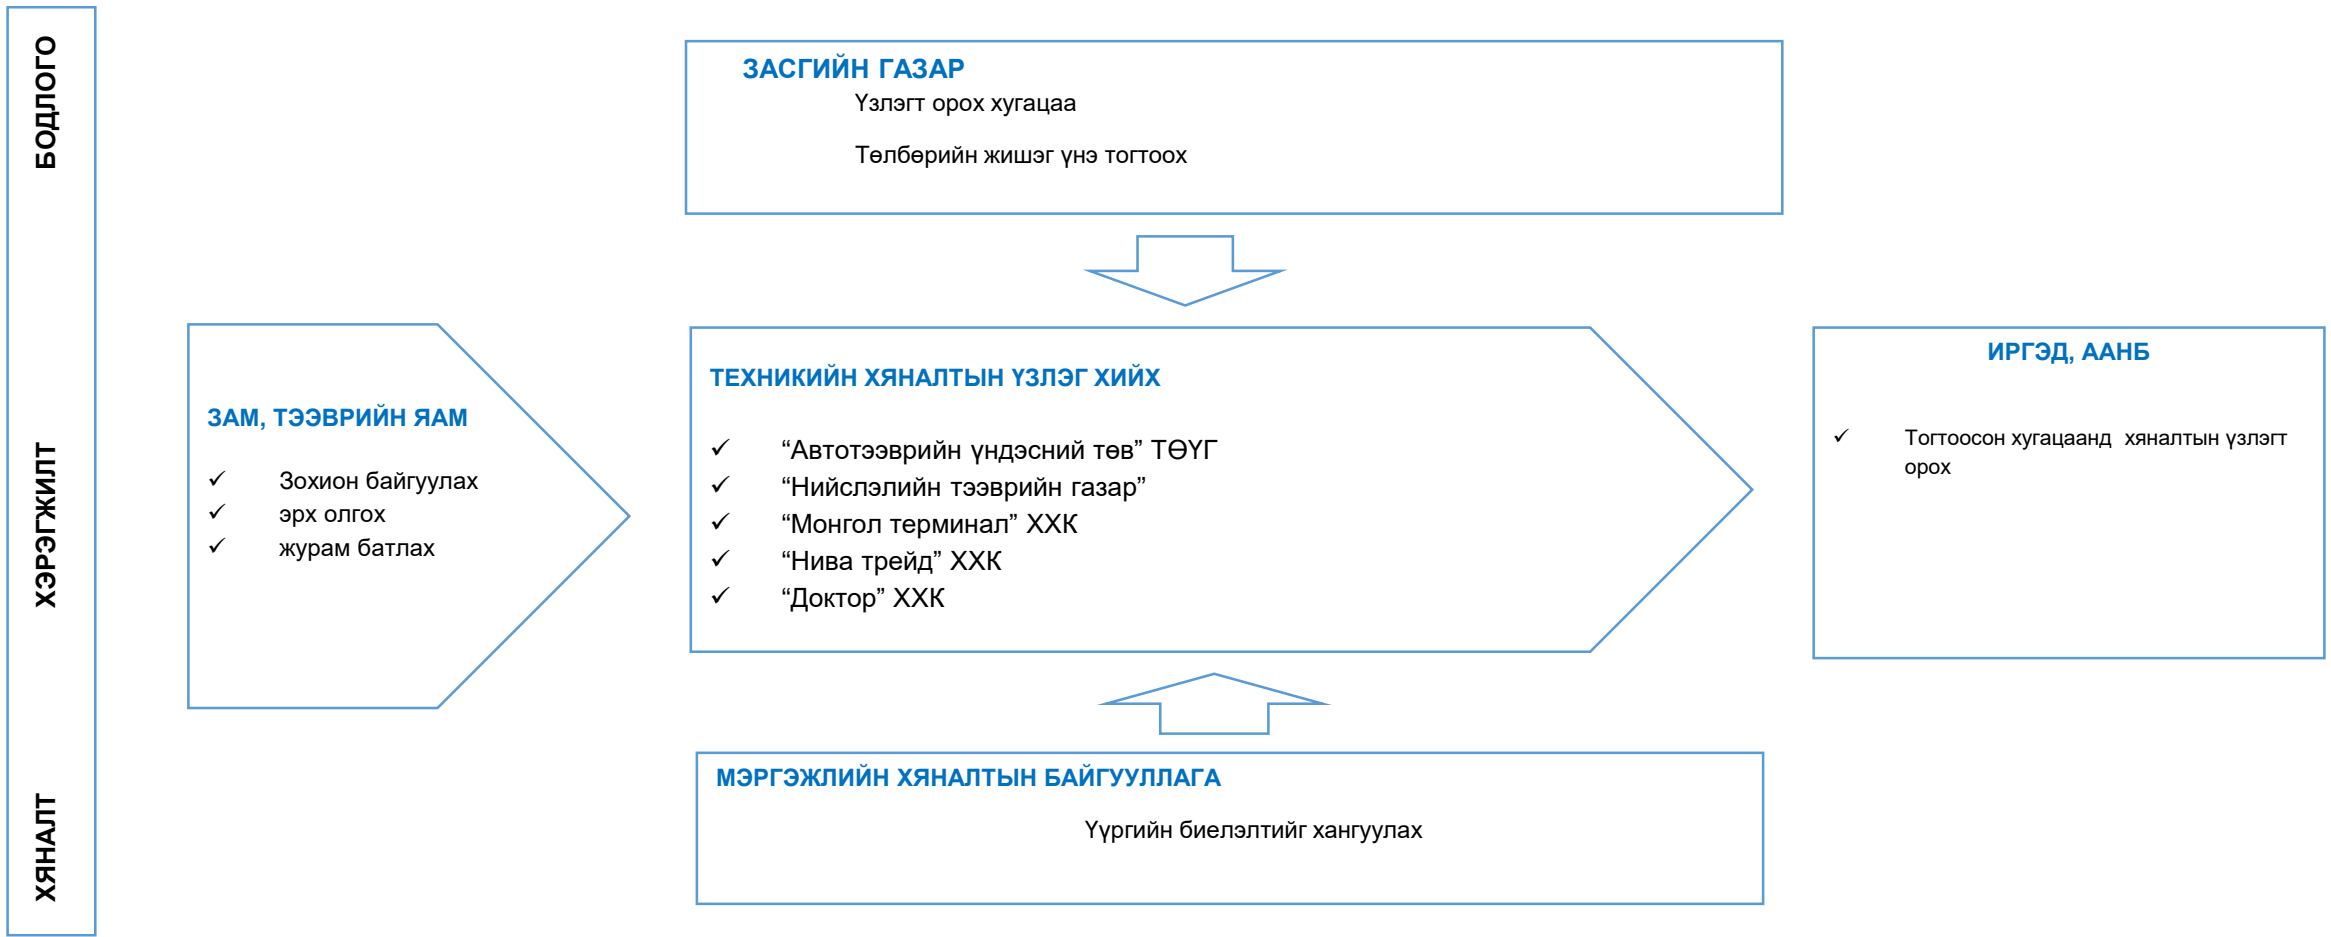 БОДЛОГО
ЗАСГИЙН ГАЗАР
Үзлэгт орох хугацаа
Төлбөрийн жишэг үнэ тогтоох
ХЭРЭГЖИЛТ
ЗАМ, ТЭЭВРИЙН ЯАМ
✓ Зохион байгуулах
✓ эрх олгох
✓ журам батлах
ТЕХНИКИЙН ХЯНАЛТЫН ҮЗЛЭГ ХИЙХ
✓ “Автотээврийн үндэсний төв” ТӨҮГ
✓ “Нийслэлийн тээврийн газар”
✓ “Монгол терминал” ХХК
✓ “Нива трейд” ХХК
✓ “Доктор” ХХК
ИРГЭД, ААНБ
✓ Тогтоосон хугацаанд хяналтын үзлэгт
орох
ХЯНАЛТ
МЭРГЭЖЛИЙН ХЯНАЛТЫН БАЙГУУЛЛАГА
Үүргийн биелэлтийг хангуулах